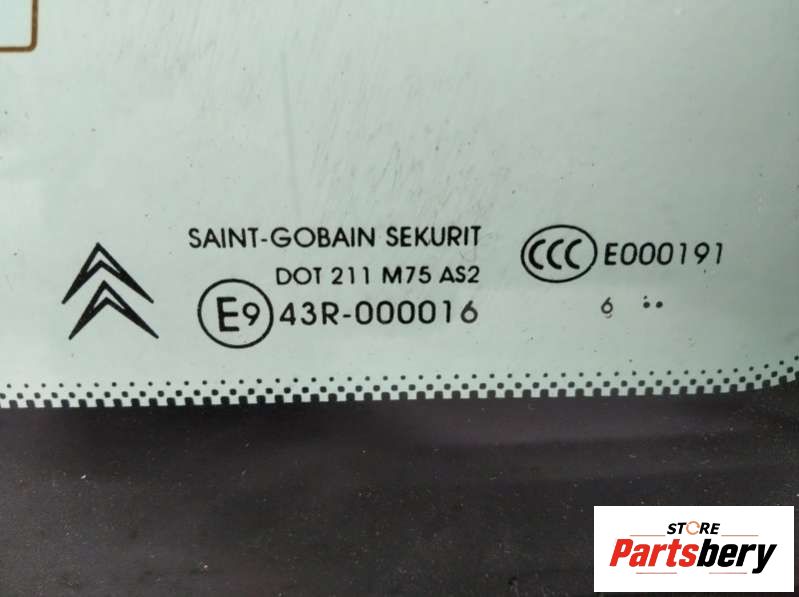 SAINT-GOBAIN SEKURIT
DOT 211 M75 AS2
E9 43R-000016
CCC E000191
6 ..
STORE
Partsbery